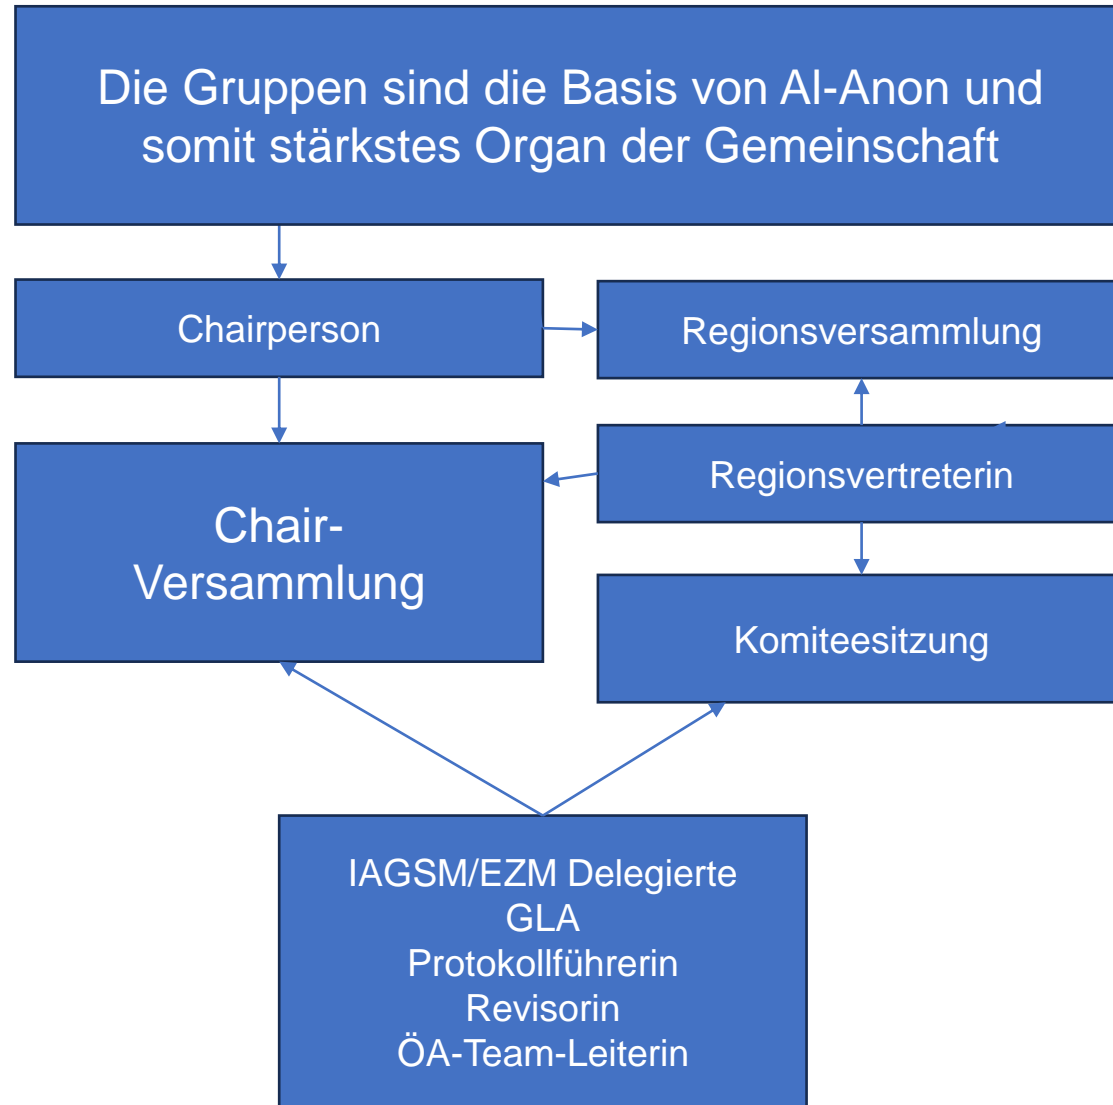 Die Gruppen sind die Basis von Al-Anon und
somit stärkstes Organ der Gemeinschaft
Chairperson
Regionsversammlung
Regionsvertreterin
Chair-
Versammlung
Komiteesitzung
IAGSM/EZM Delegierte
GLA
Protokollführerin
Revisorin
ÖA-Team-Leiterin